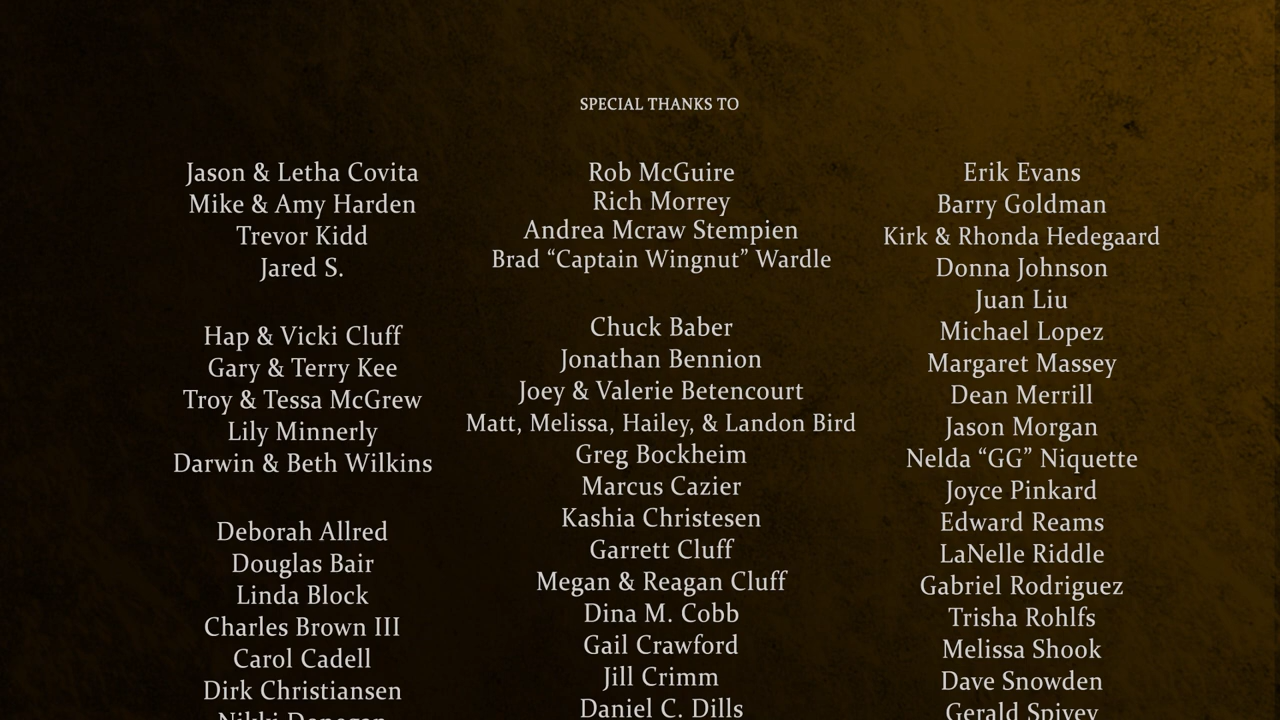 SPECIAL THANKS TO
Jason & Letha Covita
Mike & Amy Harden
Trevor Kidd
Jared S.
Hap & Vicki Cluff
Gary & Terry Kee
Troy & Tessa McGrew
Lily Minnerly
Darwin & Beth Wilkins
Deborah Allred
Douglas Bair
Linda Block
Charles Brown III
Carol Cadell
Dirk Christiansen
Nikki Donegan
Rob McGuire
Rich Morrey
Andrea Mcraw Stempien
Brad “Captain Wingnut” Wardle
Chuck Baber
Jonathan Bennion
Joey & Valerie Betencourt
Matt, Melissa, Hailey, & Landon Bird
Greg Bockheim
Marcus Cazier
Kashia Christesen
Garrett Cluff
Megan & Reagan Cluff
Dina M. Cobb
Gail Crawford
Jill Crimm
Daniel C. Dills
Erik Evans
Barry Goldman
Kirk & Rhonda Hedegaard
Donna Johnson
Juan Liu
Michael Lopez
Margaret Massey
Dean Merrill
Jason Morgan
Nelda “GG” Niquette
Joyce Pinkard
Edward Reams
LaNelle Riddle
Gabriel Rodriguez
Trisha Rohlfs
Melissa Shook
Dave Snowden
Gerald Spivey